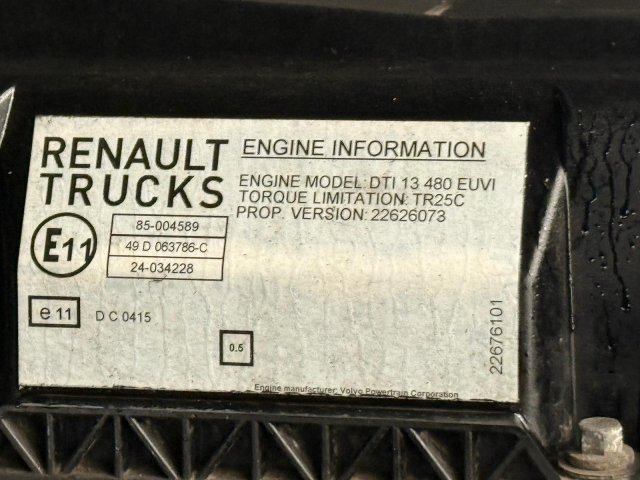 RENAULT
TRUCKS
ENGINE INFORMATION
ENGINE MODEL: DTI 13 480 EUVI
TORQUE LIMITATION: TR25C
PROP. VERSION: 22626073
E11
85-004589
49 D 063786-C
24-034228
e 11
D C 0415
0.5
22676101
Engine manufacturer: Volvo Powertrain Corporation